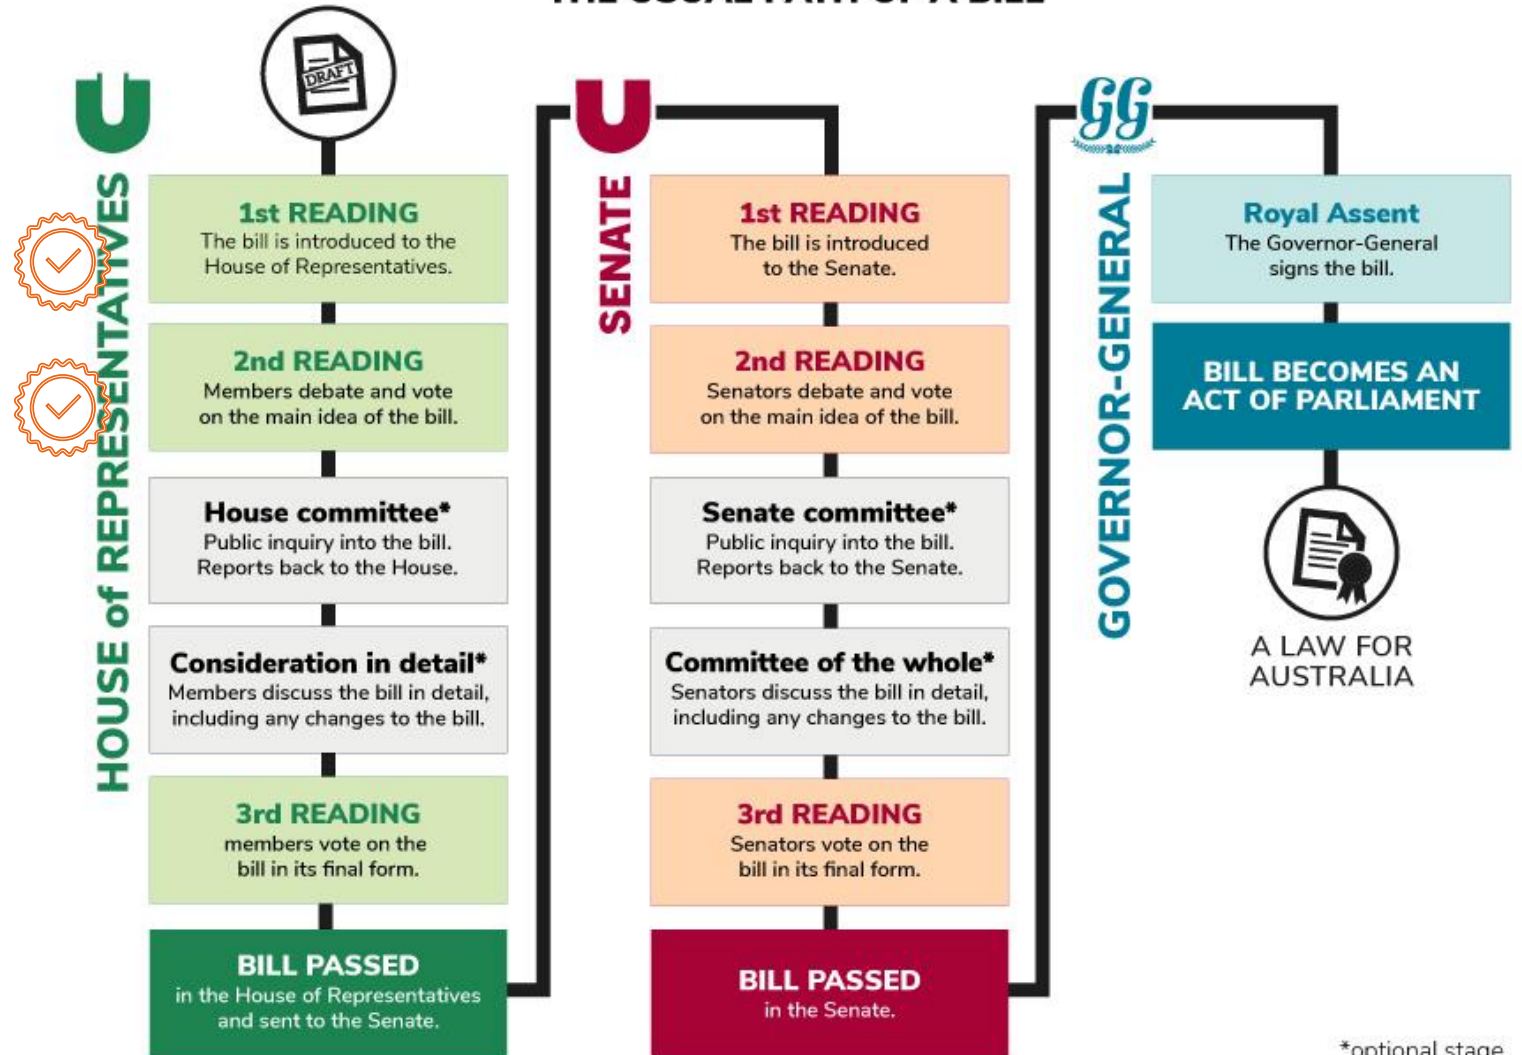 THE USUAL PATH OF A BILL
DRAFT
HOUSE of REPRESENTATIVES
1st READING
The bill is introduced to the
House of Representatives.
2nd READING
Members debate and vote
on the main idea of the bill.
House committee*
Public inquiry into the bill.
Reports back to the House.
Consideration in detail*
Members discuss the bill in detail,
including any changes to the bill.
3rd READING
members vote on the
bill in its final form.
BILL PASSED
in the House of Representatives
and sent to the Senate.
SENATE
1st READING
The bill is introduced
to the Senate.
2nd READING
Senators debate and vote
on the main idea of the bill.
Senate committee*
Public inquiry into the bill.
Reports back to the Senate.
Committee of the whole*
Senators discuss the bill in detail,
including any changes to the bill.
3rd READING
Senators vote on the
bill in its final form.
BILL PASSED
in the Senate.
GG
GOVERNOR-GENERAL
Royal Assent
The Governor-General
signs the bill.
BILL BECOMES AN
ACT OF PARLIAMENT
A LAW FOR
AUSTRALIA
*optional stage